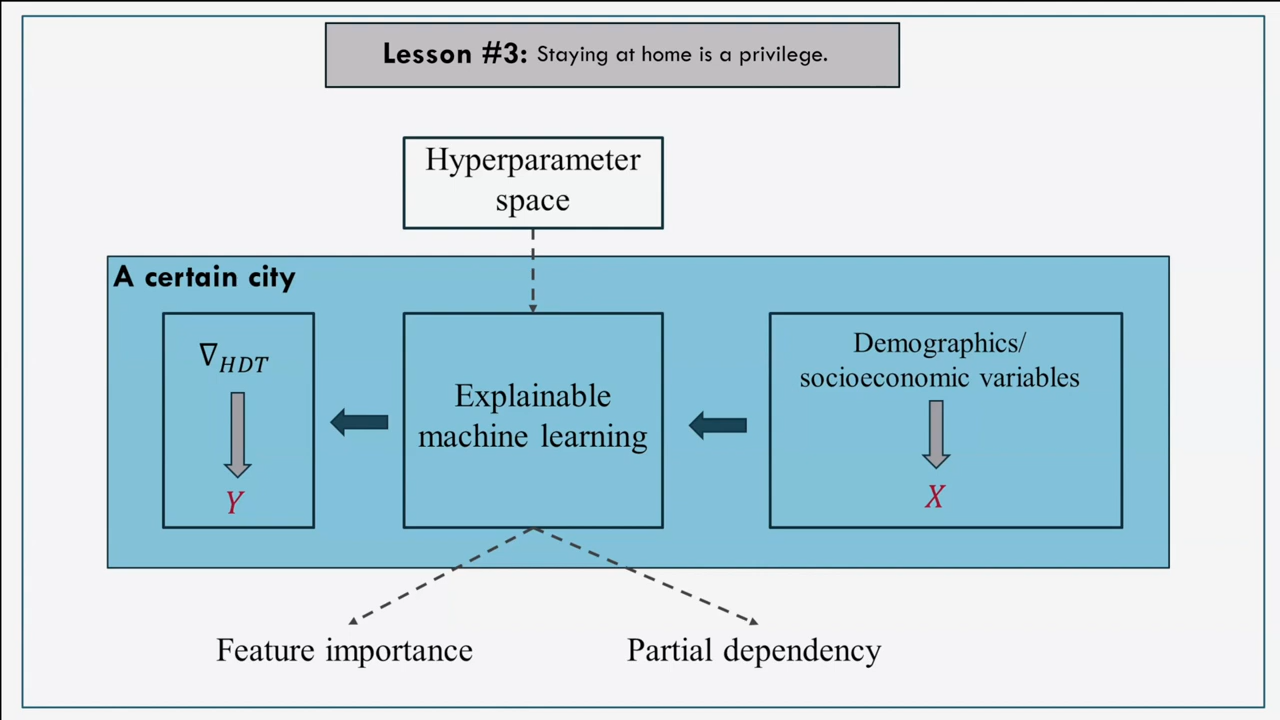 Lesson #3: Staying at home is a privilege.
Hyperparameter
space
A certain city
∇HDT
Y
Explainable
machine learning
Demographics/
socioeconomic variables
X
Feature importance
Partial dependency